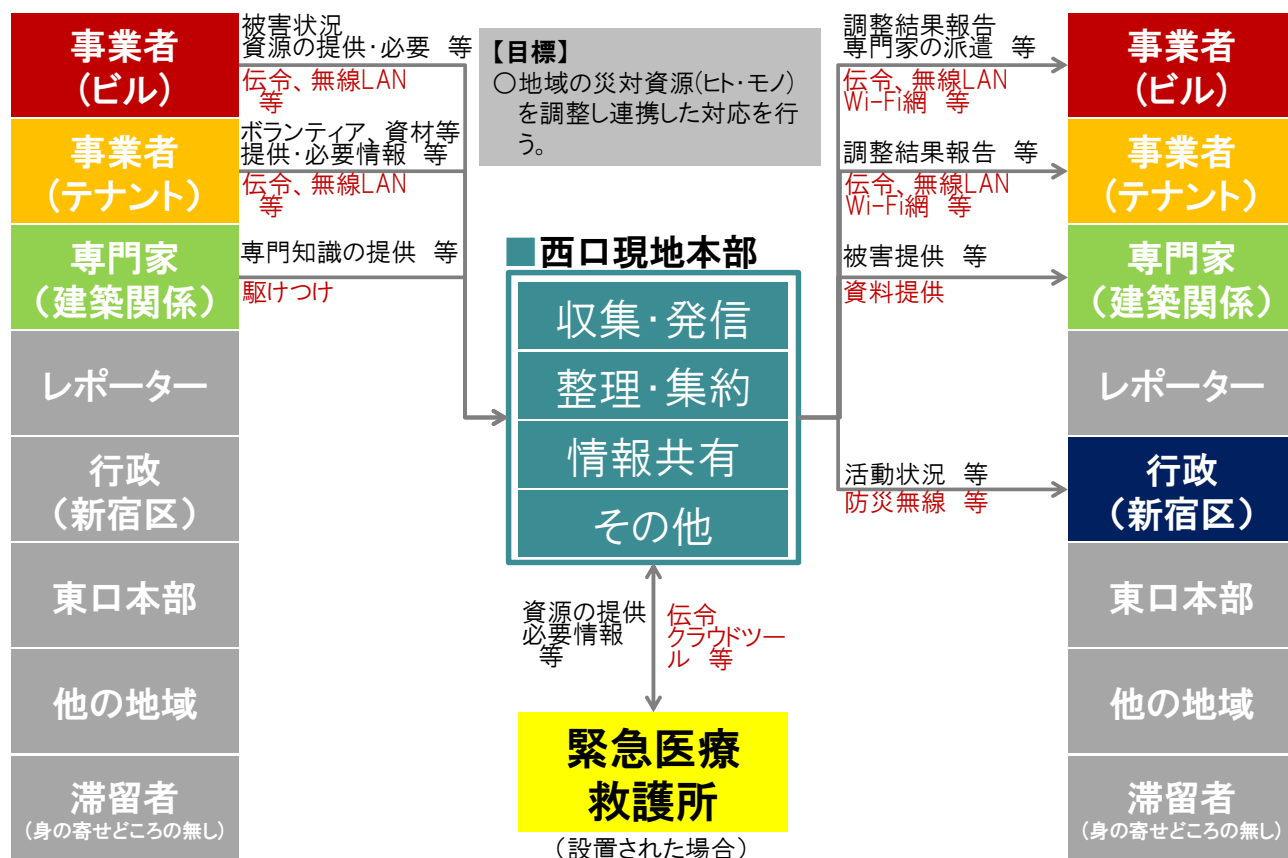 事業者
(ビル)
事業者
(テナント)
専門家
(建築関係)
レポーター
行政
(新宿区)
東口本部
他の地域
滞留者
(身の寄せどころの無し)
被害状況
資源の提供・必要 等
伝令、無線LAN
等
ボランティア、資材等
提供・必要情報 等
伝令、無線LAN
等
専門知識の提供 等
駆けつけ
【目標】
○地域の災対資源(ヒト・モノ)
を調整し連携した対応を行
う。
■西口現地本部
収集・発信
整理・集約
情報共有
その他
資源の提供
必要情報
等
伝令
クラウドツー
ル 等
緊急医療
救護所
(設置された場合)
調整結果報告
専門家の派遣 等
伝令、無線LAN
Wi-Fi網 等
調整結果報告 等
伝令、無線LAN
Wi-Fi網 等
被害提供 等
資料提供
活動状況 等
防災無線 等
事業者
(ビル)
事業者
(テナント)
専門家
(建築関係)
レポーター
行政
(新宿区)
東口本部
他の地域
滞留者
(身の寄せどころの無し)